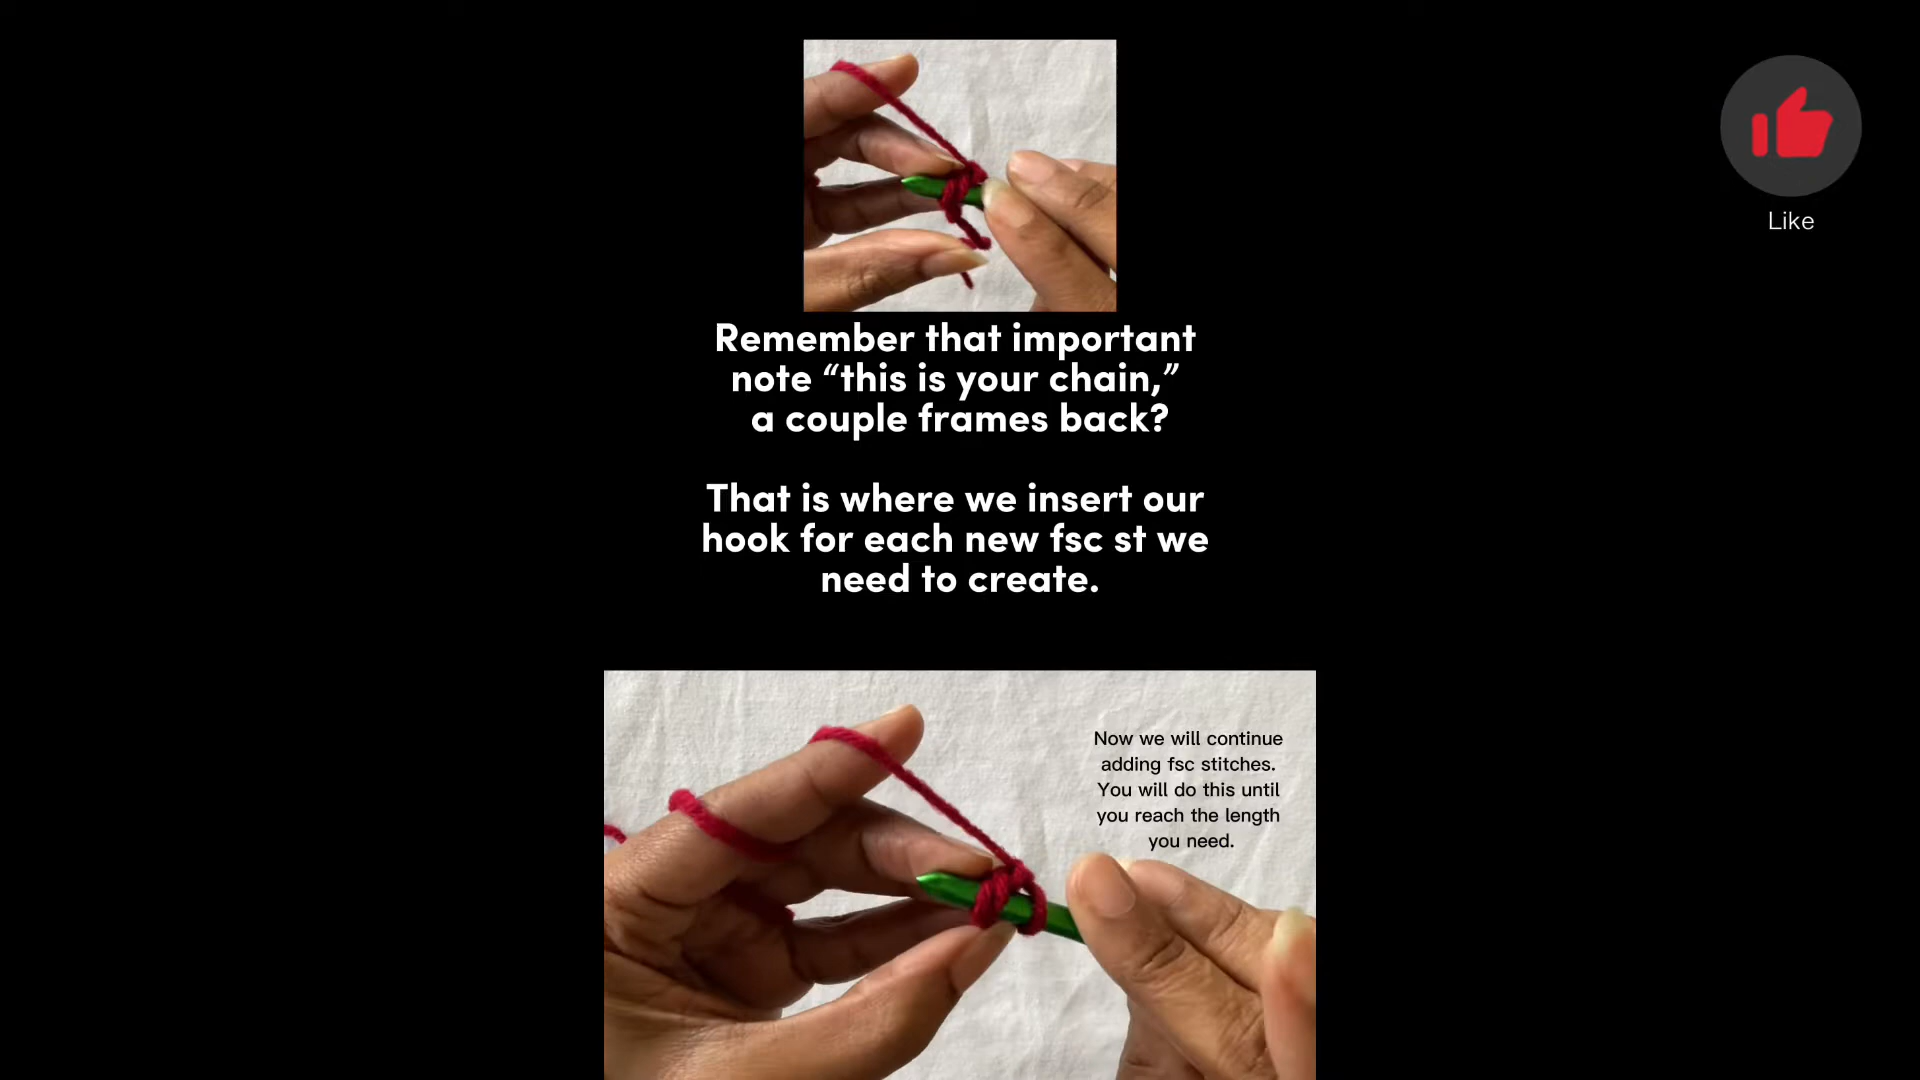 Remember that important
note “this is your chain,”
a couple frames back?
That is where we insert our
hook for each new fsc st we
need to create.
Like
Now we will continue
adding fsc stitches.
You will do this until
you reach the length
you need.